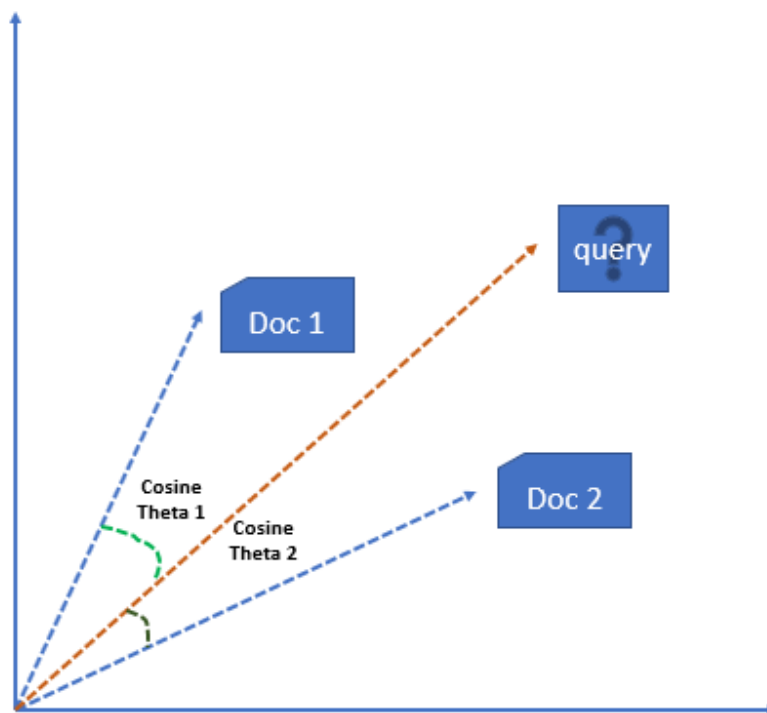 query
Doc 1
Cosine
Theta 1
Doc 2
Cosine
Theta 2